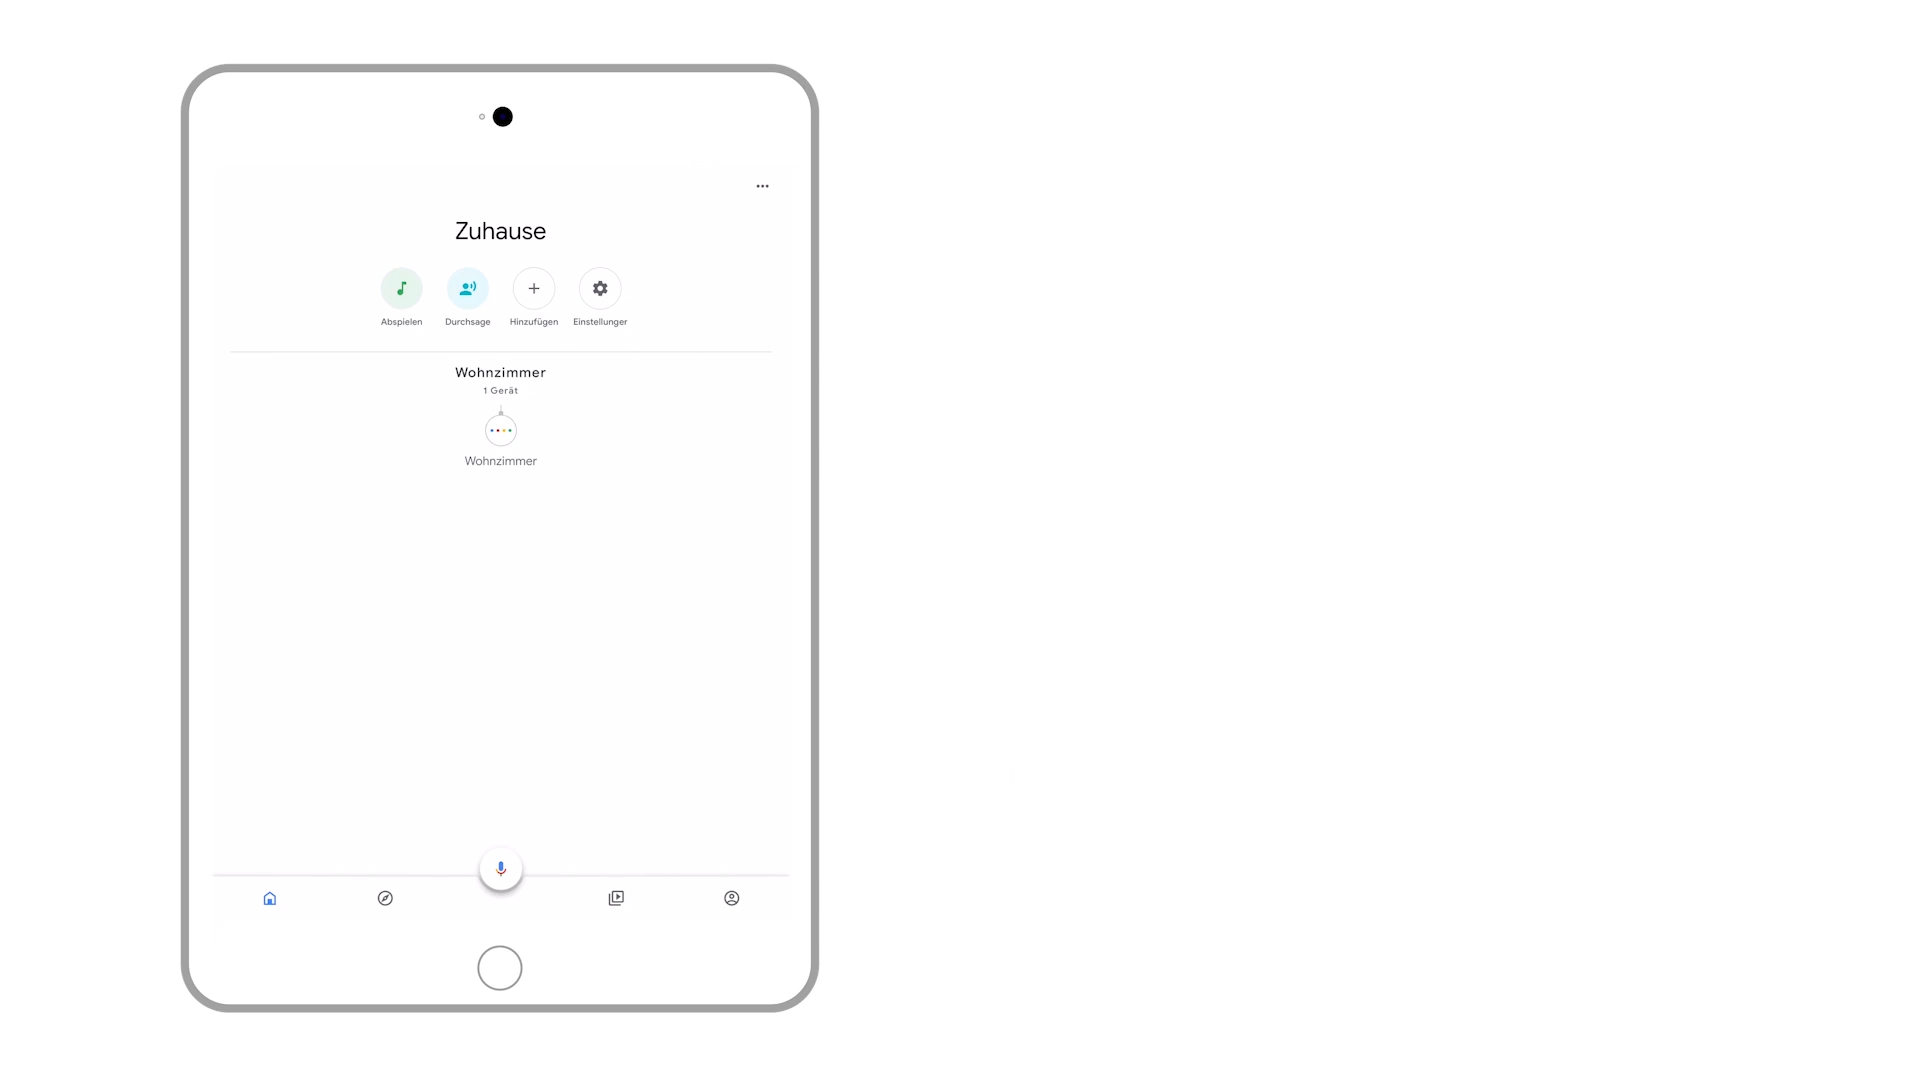 Zuhause
Abspielen Durchsage Hinzufügen Einstellunger
Wohnzimmer
1 Gerät
Wohnzimmer